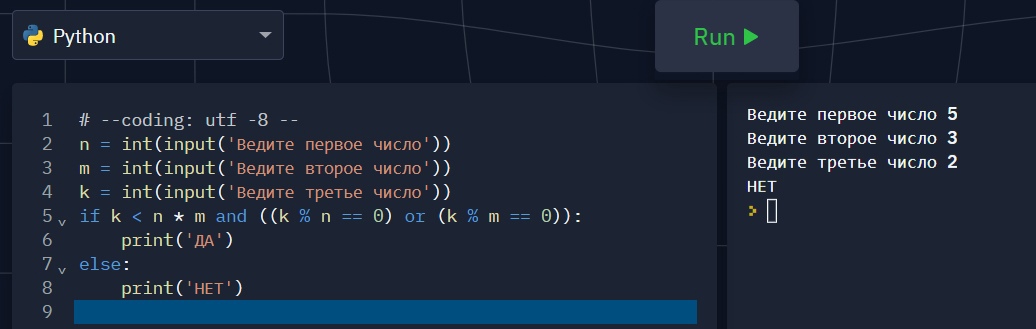 Python
Run
1 # --coding: utf -8 --
2 n = int(input('Ведите первое число'))
3 m = int(input('Ведите второе число'))
4 k = int(input('Ведите третье число'))
5 if k < n * m and ((k % n == 0) or (k % m == 0)):
6 print('ДА')
7 else:
8 print('НЕТ')
9
Ведите первое число 5
Ведите второе число 3
Ведите третье число 2
НЕТ
>